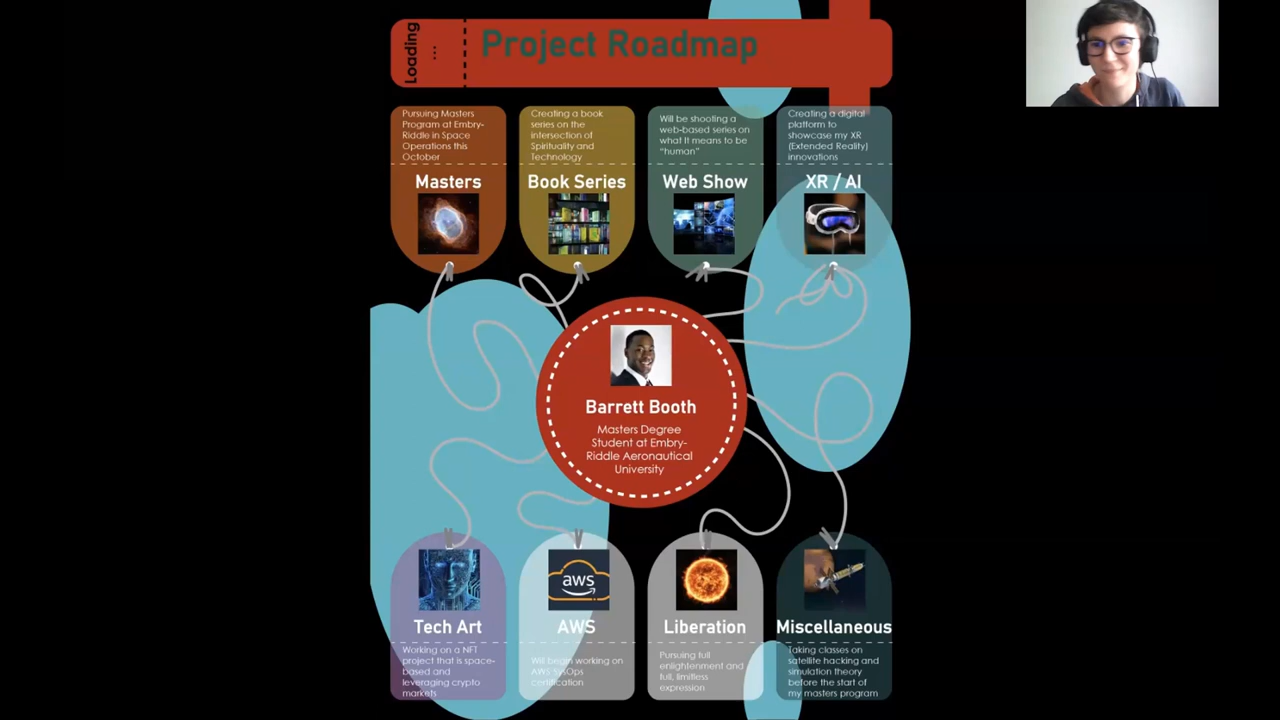 Loading
...
Project Roadmap
Pursuing Masters
Program at Embry-
Riddle in Space
Operations this
October
Masters
Creating a book
series on the
intersection of
Spirituality and
Technology
Book Series
Will be shooting a
web-based series on
what it means to be
“human”
Web Show
Creating a digital
platform to
showcase my XR
(Extended Reality)
innovations
XR / AI
Barrett Booth
Masters Degree
Student at Embry-
Riddle Aeronautical
University
Tech Art
Working on a NFT
project that is space-
based and
leveraging crypto
markets
aws
AWS
Will begin working on
AWS SysOps
certification
Liberation
Pursuing full
enlightenment and
full, limitless
expression
Miscellaneous
Taking classes on
satellite hacking and
simulation theory
before the start of
my masters program